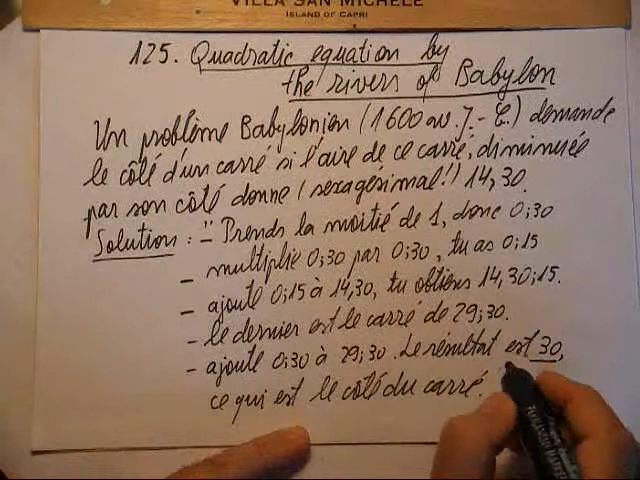 VILLA SAN MICHELE
ISLAND OF CAPRI
125. Quadratic equation by
the rivers of Babylon
Un problème Babylonien (1600 av. J.-C.) demande
le côté d'un carré si l'aire de ce carré, diminuée
par son côté donne (sexagésimal!) 14,30.
Solution : - Prends la moitié de 1, donc 0;30
- multiplie 0;30 par 0;30, tu as 0;15
- ajoute 0;15 à 14,30, tu obtiens 14,30;15.
- le dernier est le carré de 29;30.
- ajoute 0;30 à 29;30. Le résultat est 30,
ce qui est le côté du carré.